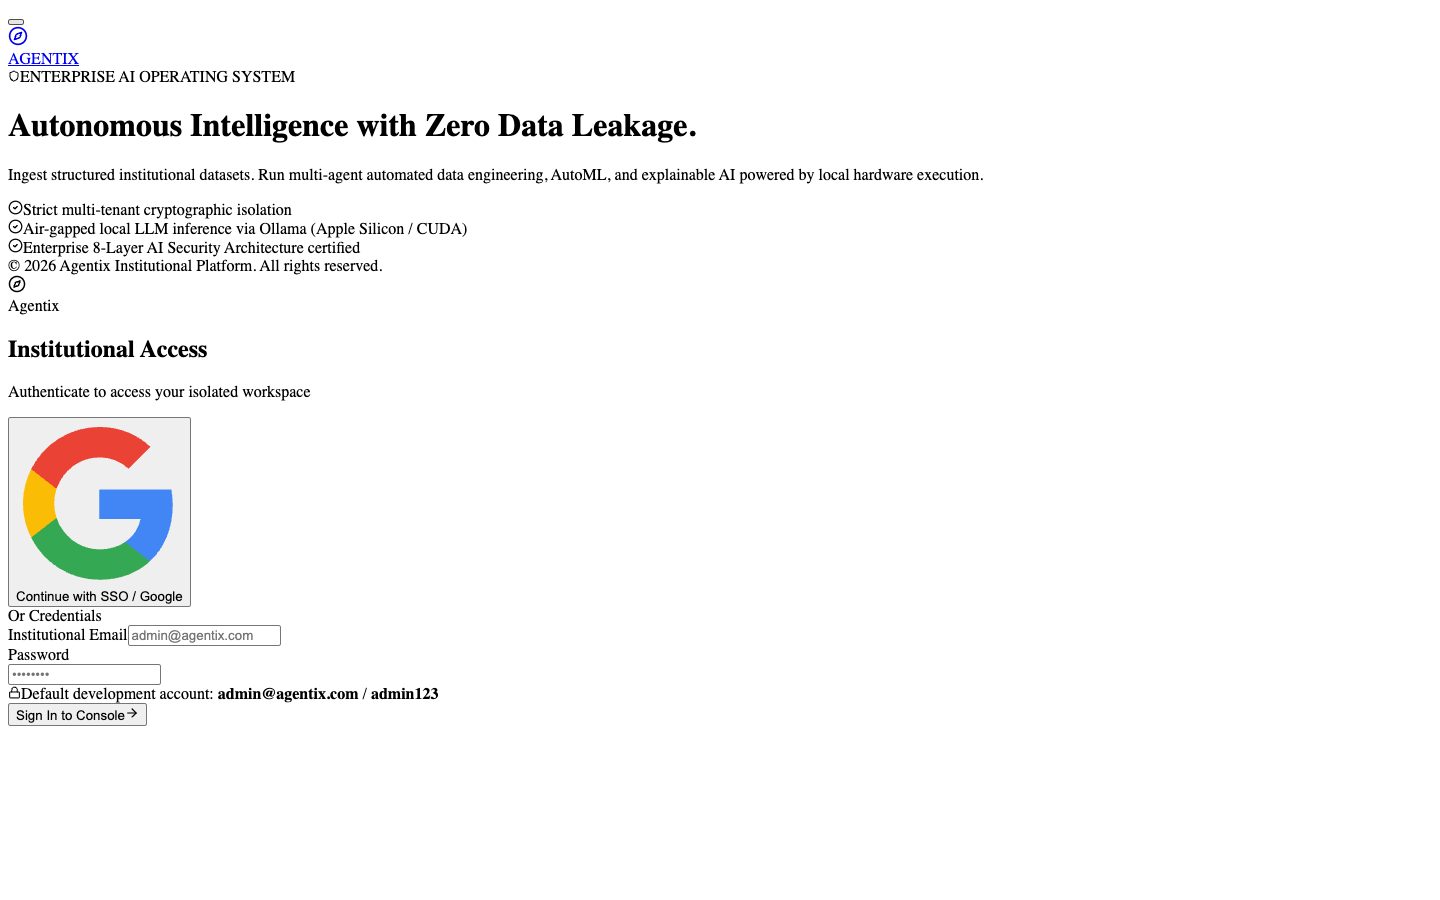 AGENTIX
ENTERPRISE AI OPERATING SYSTEM
Autonomous Intelligence with Zero Data Leakage.
Ingest structured institutional datasets. Run multi-agent automated data engineering, AutoML, and explainable AI powered by local hardware execution.
Strict multi-tenant cryptographic isolation
Air-gapped local LLM inference via Ollama (Apple Silicon / CUDA)
Enterprise 8-Layer AI Security Architecture certified
© 2026 Agentix Institutional Platform. All rights reserved.
Agentix
Institutional Access
Authenticate to access your isolated workspace
Continue with SSO / Google
Or Credentials
Institutional Email admin@agentix.com
Password
••••••••
Default development account: admin@agentix.com / admin123
Sign In to Console